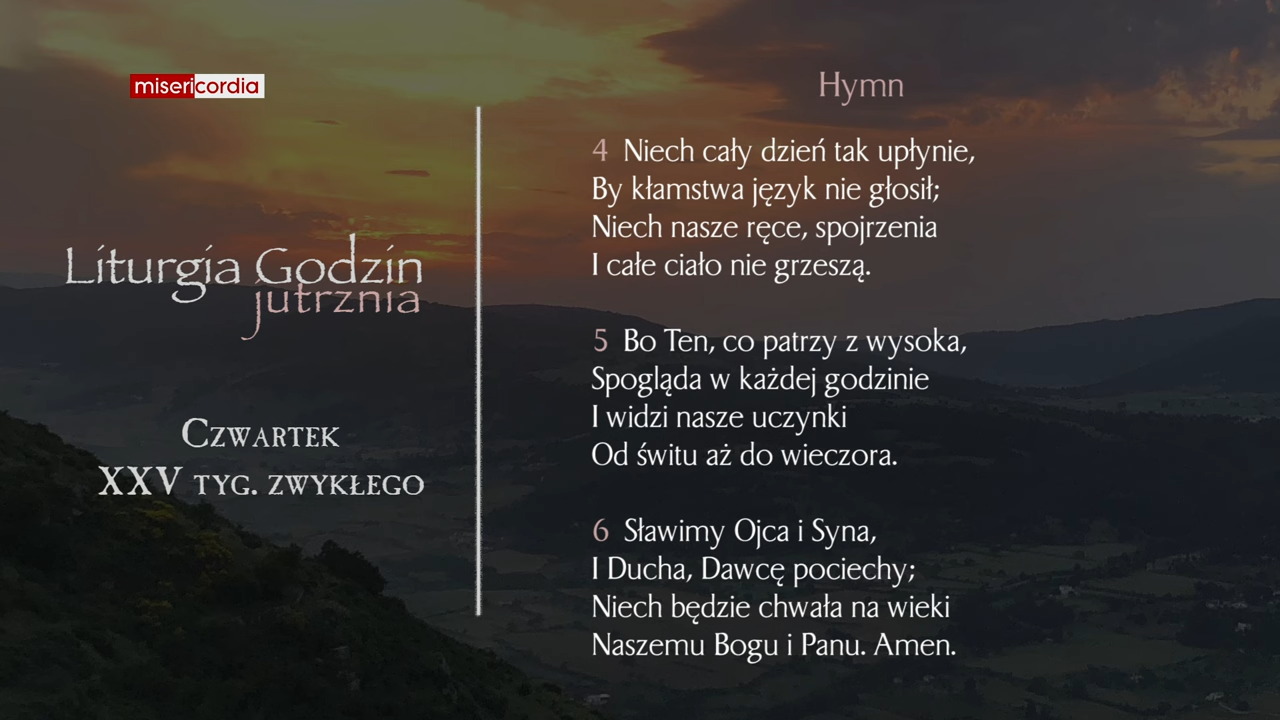 misericordia
Liturgia Godzin
jutrznia
Czwartek
XXV tyg. zwykłego
Hymn
4 Niech cały dzień tak upłynie,
By kłamstwa język nie głosił;
Niech nasze ręce, spojrzenia
I całe ciało nie grzeszą.
5 Bo Ten, co patrzy z wysoka,
Spogląda w każdej godzinie
I widzi nasze uczynki
Od świtu aż do wieczora.
6 Sławimy Ojca i Syna,
I Ducha, Dawcę pociechy;
Niech będzie chwała na wieki
Naszemu Bogu i Panu. Amen.